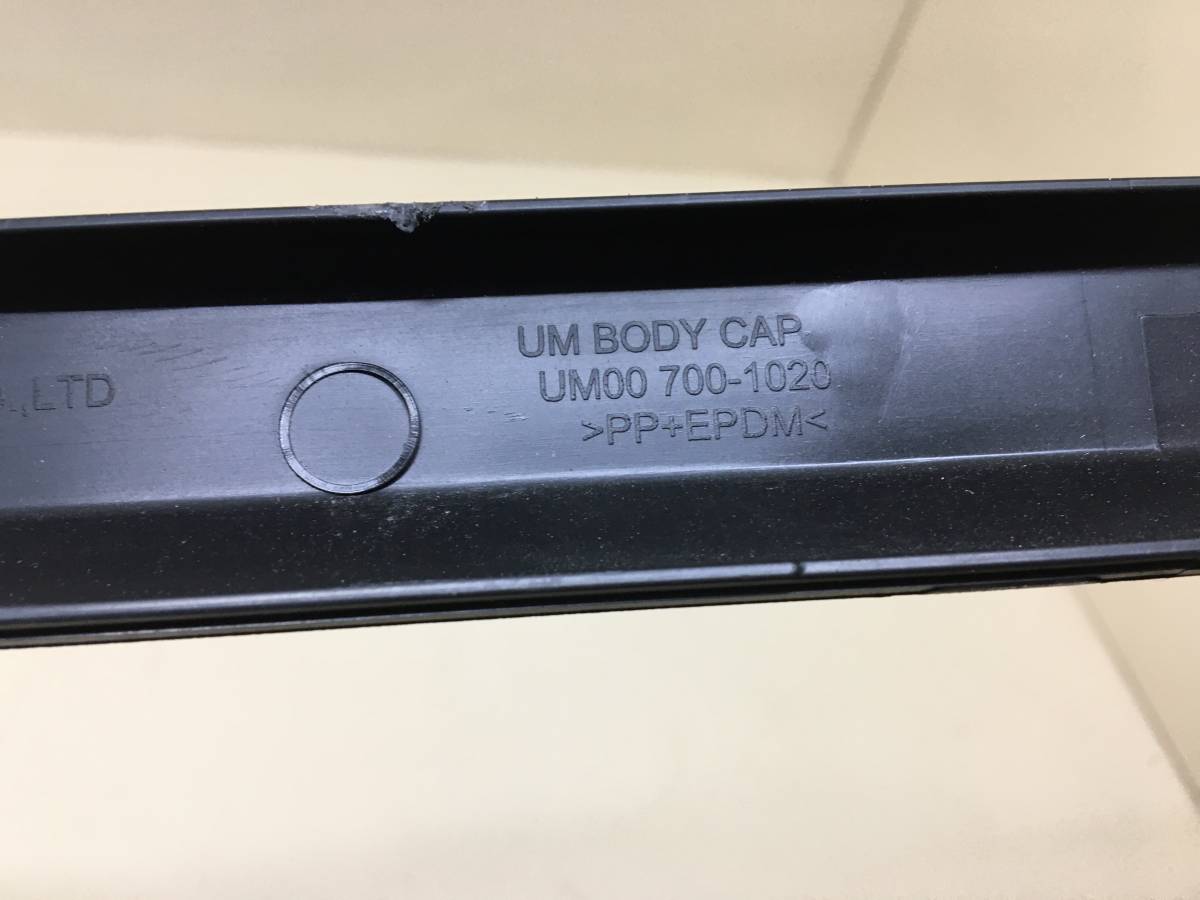 LTD
UM BODY CAP
UM00 700-1020
>PP+EPDM<